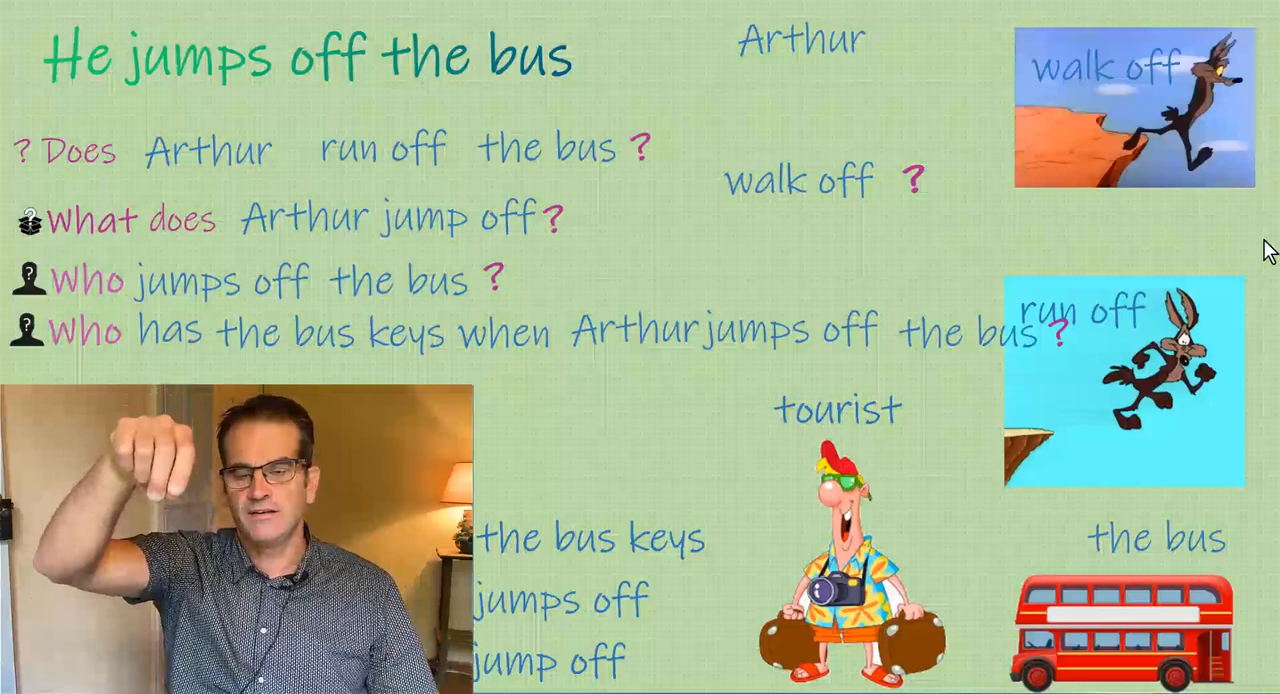 He jumps off the bus
Arthur
walk off
? Does Arthur run off the bus ?
walk off ?
What does Arthur jump off ?
Who jumps off the bus ?
run off
Who has the bus keys when Arthur jumps off the bus ?
tourist
the bus keys
the bus
jumps off
jump off